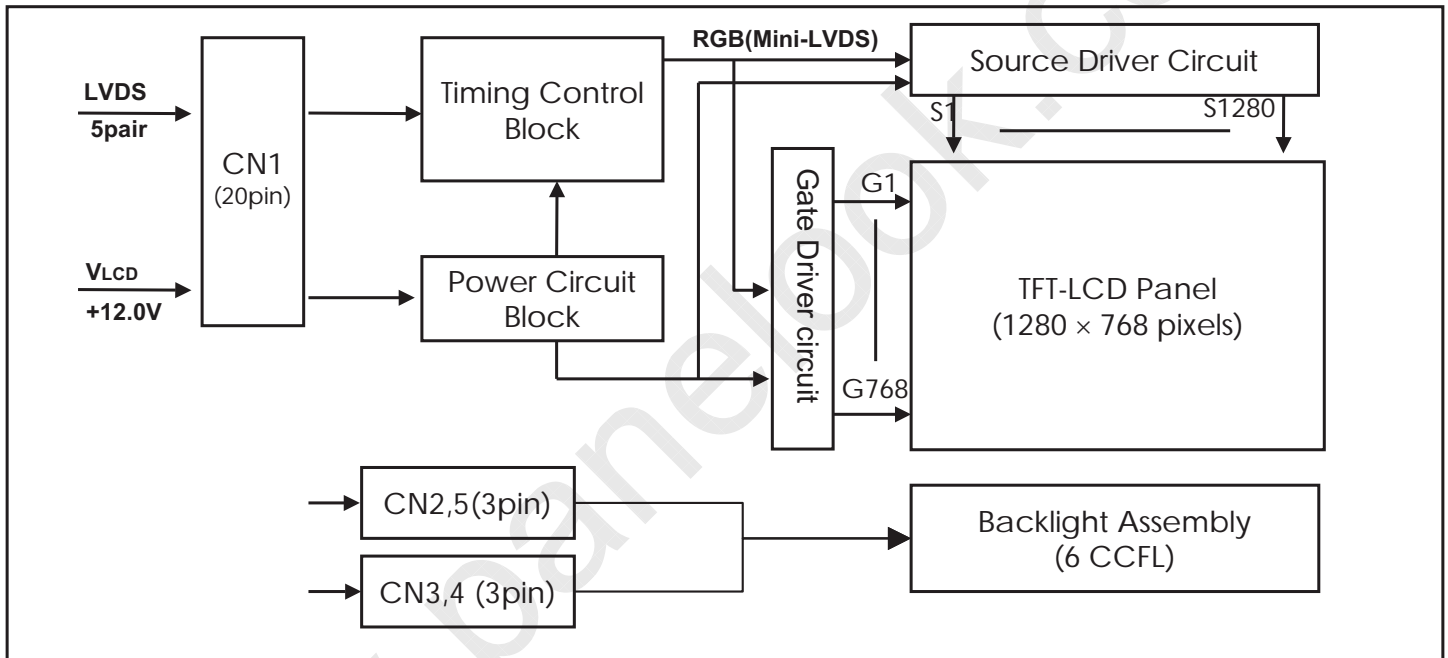 LVDS
5pair
VLCD
+12.0V
CN1
(20pin)
Timing Control
Block
Power Circuit
Block
RGB(Mini-LVDS)
Source Driver Circuit
S1
S1280
Gate Driver circuit
G1
G768
TFT-LCD Panel
(1280 × 768 pixels)
CN2,5(3pin)
CN3,4 (3pin)
Backlight Assembly
(6 CCFL)
panelook.c